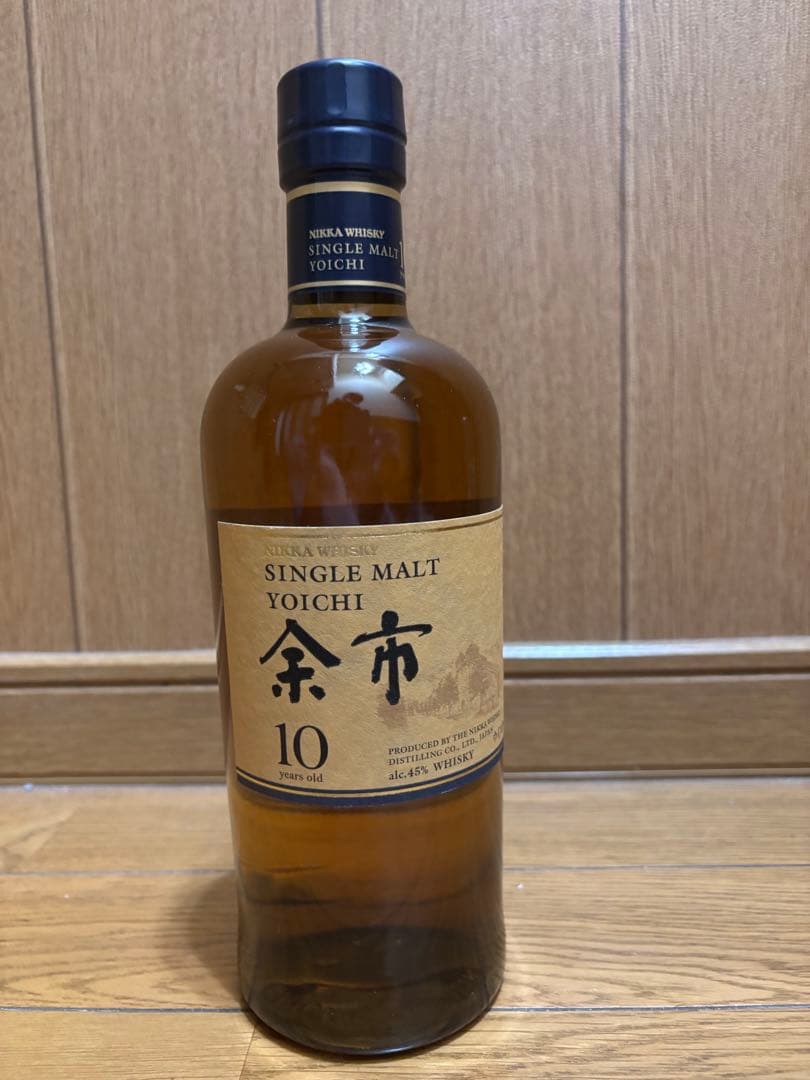 NIKKA WHISKY
SINGLE MALT
YOICHI
NIKKA WHISKY
SINGLE MALT
YOICHI
余市
10
years old
PRODUCED BY THE NIKKA WHISKY
DISTILLING CO., LTD., JAPAN
alc.45% WHISKY